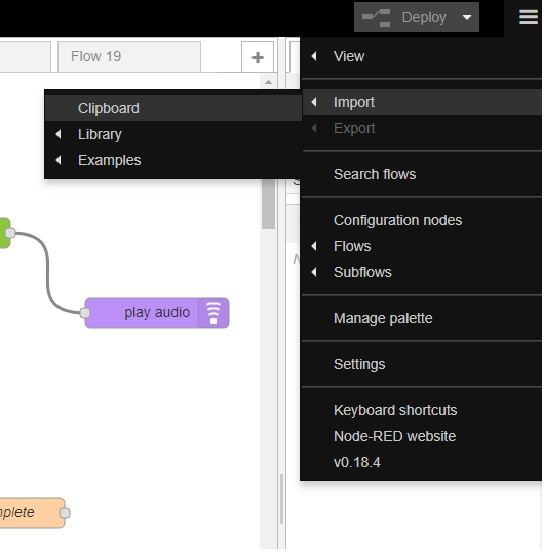 Deploy
Flow 19
View
Import
Export
Search flows
Configuration nodes
Flows
Subflows
Manage palette
Settings
Keyboard shortcuts
Node-RED website
v0.18.4
Clipboard
Library
Examples
play audio
nplete